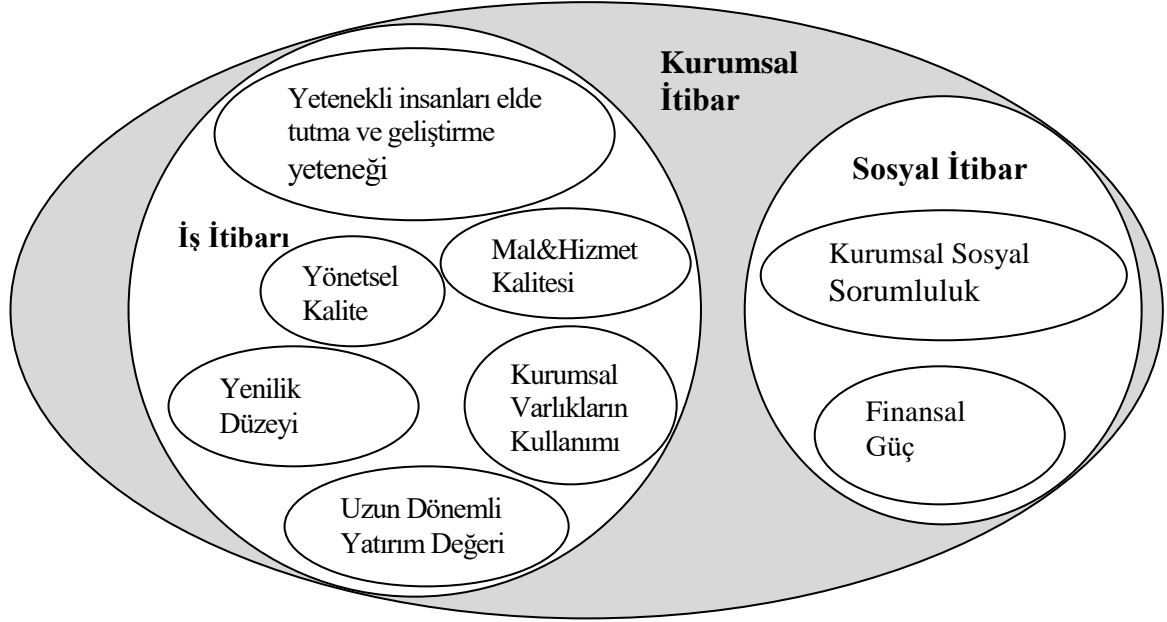 Kurumsal
İtibar
Yetenekli insanları elde
tutma ve geliştirme
yeteneği
İş İtibarı
Mal&Hizmet
Kalitesi
Yönetsel
Kalite
Yenilik
Düzeyi
Kurumsal
Varlıkların
Kullanımı
Uzun Dönemli
Yatırım Değeri
Sosyal İtibar
Kurumsal Sosyal
Sorumluluk
Finansal
Güç